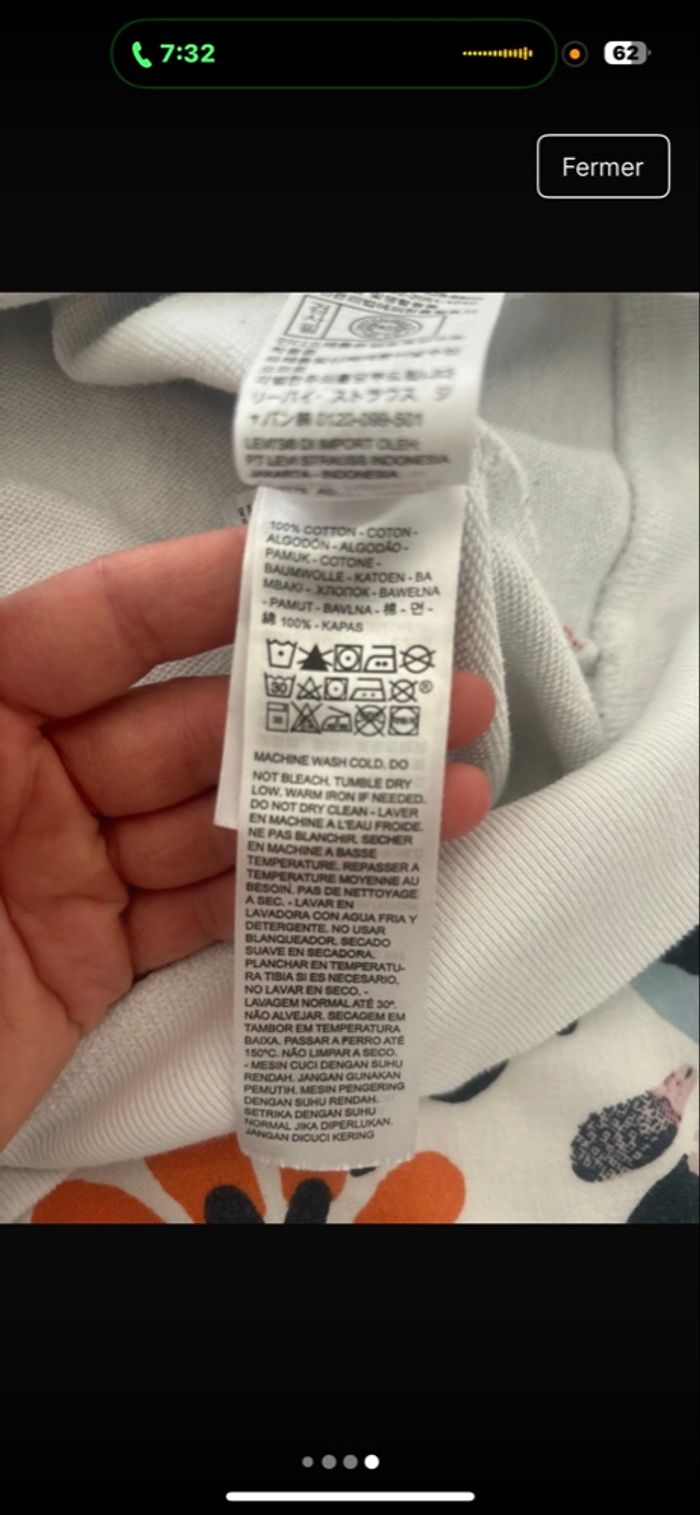 7:32
62
Fermer
リーバイ・ストラウス ジ
ャパン㈱ 0120-099-501
LEVI'S® DI IMPORT OLEH:
PT LEVI STRAUSS INDONESIA
JAKARTA - INDONESIA
100% COTTON - COTON -
ALGODÓN - ALGODÃO -
PAMUK - COTONE -
BAUMWOLLE - KATOEN - BA
MBAKI - ХЛОПОК - BAWEŁNA
- PAMUT - BAVLNA - 棉 - 면 -
綿 100% - KAPAS
30
30
MACHINE WASH COLD. DO
NOT BLEACH. TUMBLE DRY
LOW. WARM IRON IF NEEDED.
DO NOT DRY CLEAN - LAVER
EN MACHINE A L'EAU FROIDE.
NE PAS BLANCHIR. SECHER
EN MACHINE A BASSE
TEMPERATURE. REPASSER A
TEMPERATURE MOYENNE AU
BESOIN. PAS DE NETTOYAGE
A SEC. - LAVAR EN
LAVADORA CON AGUA FRIA Y
DETERGENTE. NO USAR
BLANQUEADOR. SECADO
SUAVE EN SECADORA.
PLANCHAR EN TEMPERATU-
RA TIBIA SI ES NECESARIO.
NO LAVAR EN SECO. -
LAVAGEM NORMAL ATÉ 30º.
NÃO ALVEJAR. SECAGEM EM
TAMBOR EM TEMPERATURA
BAIXA. PASSAR A FERRO ATÉ
150ºC. NÃO LIMPAR A SECO.
- MESIN CUCI DENGAN SUHU
RENDAH. JANGAN GUNAKAN
PEMUTIH. MESIN PENGERING
DENGAN SUHU RENDAH.
SETRIKA DENGAN SUHU
NORMAL JIKA DIPERLUKAN.
JANGAN DICUCI KERING